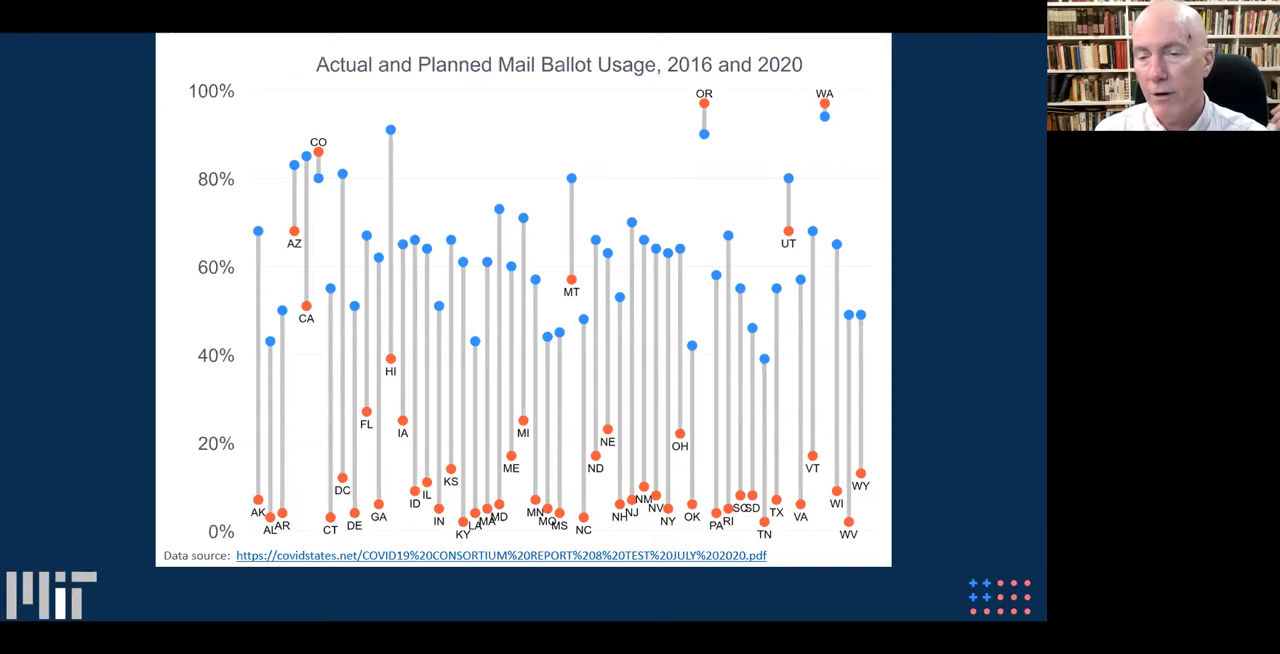 Actual and Planned Mail Ballot Usage, 2016 and 2020
100%
OR
WA
CO
80%
AZ
UT
60%
MT
CA
40%
HI
FL
IA
MI
NE
OH
20%
ME
ND
VT
KS
DC
WY
IL
ID
NM
WI
AK
GA
IN
MA
MD
MN
NH
NJ
NV
NY
OK
SC
SD
TX
VA
AL
AR
DE
LA
MO
MS
PA
RI
0%
CT
KY
NC
TN
WV
Data source: https://covidstates.net/COVID19%20CONSORTIUM%20REPORT%208%20TEST%20JULY%202020.pdf
MIT